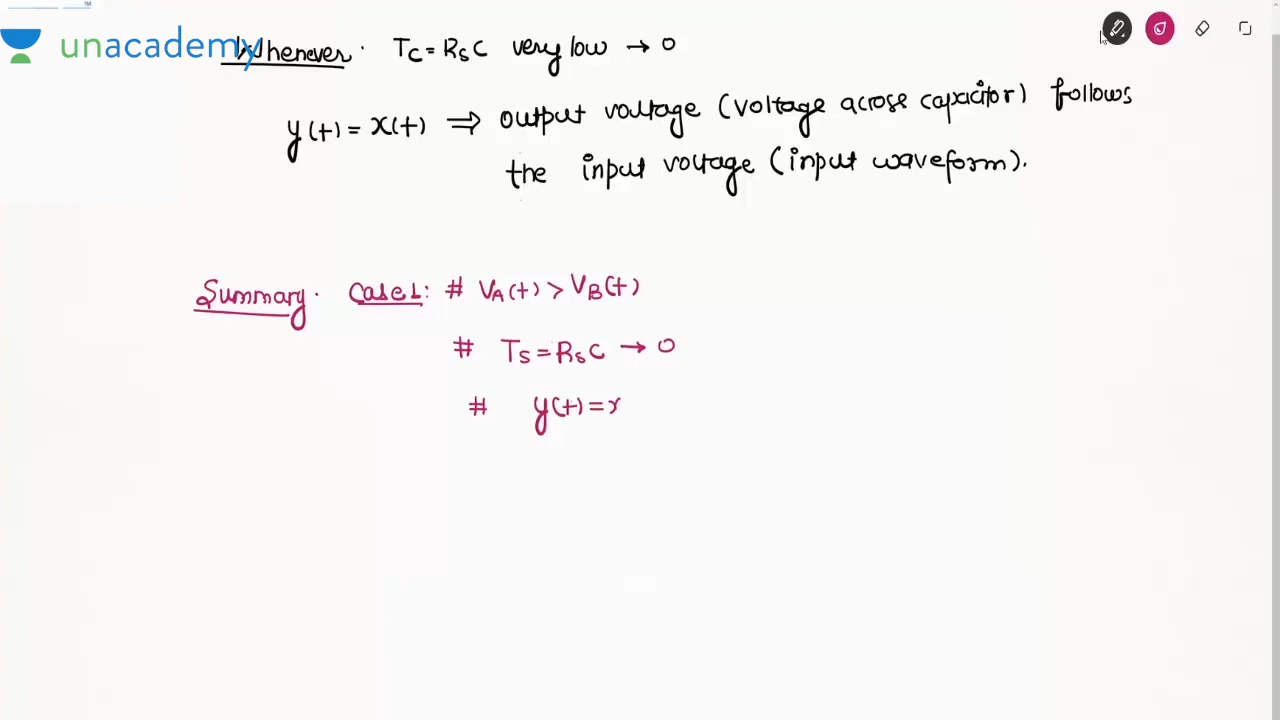 unacademy
Whenever. Tc = RsC very low → 0
y(t) = x(t) ⟹ output voltage (voltage across capacitor) follows
the input voltage (input waveform).
Summary. Case1: # VA(t) > VB(t)
# Ts = RsC → 0
# y(t) = x